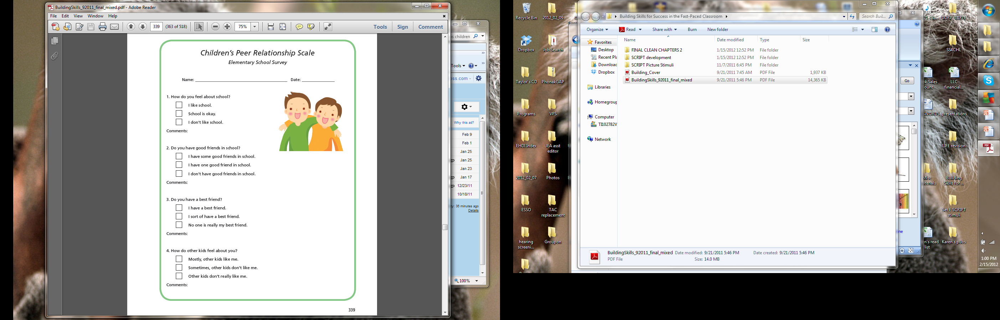 BuildingSkills_92011_final_mixed.pdf - Adobe Reader
File Edit View Window Help
339 (363 of 518) 75% Tools Sign Comment
Children's Peer Relationship Scale
Elementary School Survey
Name: Date:
1. How do you feel about school?
I like school.
School is okay.
I don't like school.
Comments:
2. Do you have good friends in school?
I have some good friends in school.
I have one good friend in school.
I don't have good friends in school.
Comments:
3. Do you have a best friend?
I have a best friend.
I sort of have a best friend.
No one is really my best friend.
Comments:
4. How do other kids feel about you?
Mostly, other kids like me.
Sometimes, other kids don't like me.
Other kids don't really like me.
Comments:
339
children
Tools
oss.com
Why this ad?
Feb 9
Feb 1
Jan 25
Jan 25
Jan 23
Jan 17
12/23/11
10/18/11
36 minutes ago
Details
100%
Recycle Bin
2012_02_09
Dropbox
Job Search
Taylor's CD
PhonakGAP
Programs
VPS
EHDI Index
JEA asst
editor
2012_02_07
Photos
ESSO
TAC
replacement
hearing
screeni...
Groupon
Building Skills for Success in the Fast-Paced Classroom
Search Buil...
Organize Read Share with Burn New folder
Name Date modified Type Size
FINAL CLEAN CHAPTERS 2 1/15/2012 12:52 PM File folder
SCRIPT development 1/15/2012 12:52 PM File folder
SCRIPT Picture Stimuli 11/7/2011 6:45 PM File folder
Building_Cover 9/21/2011 7:45 AM PDF File 1,937 KB
BuildingSkills_92011_final_mixed 9/21/2011 5:46 PM PDF File 14,365 KB
Favorites
Desktop
Recent Pla
Download
Dropbox
Libraries
Homegroup
Computer
TI102782V
Network
BuildingSkills_92011_final_mixed Date modified: 9/21/2011 5:46 PM Date created: 9/21/2011 5:46 PM
PDF File Size: 14.0 MB
DDRP-TARLE
SS4CHL
Go
Sales
ount
LLC
financial...
SWORDS
presentations
LIFE revision
Misc
terials
Building
Skills for ...
Set E SCRIPT
stimuli
ne
n's read
list
Karen's pubs
PDF
1:00 PM
2/15/2012